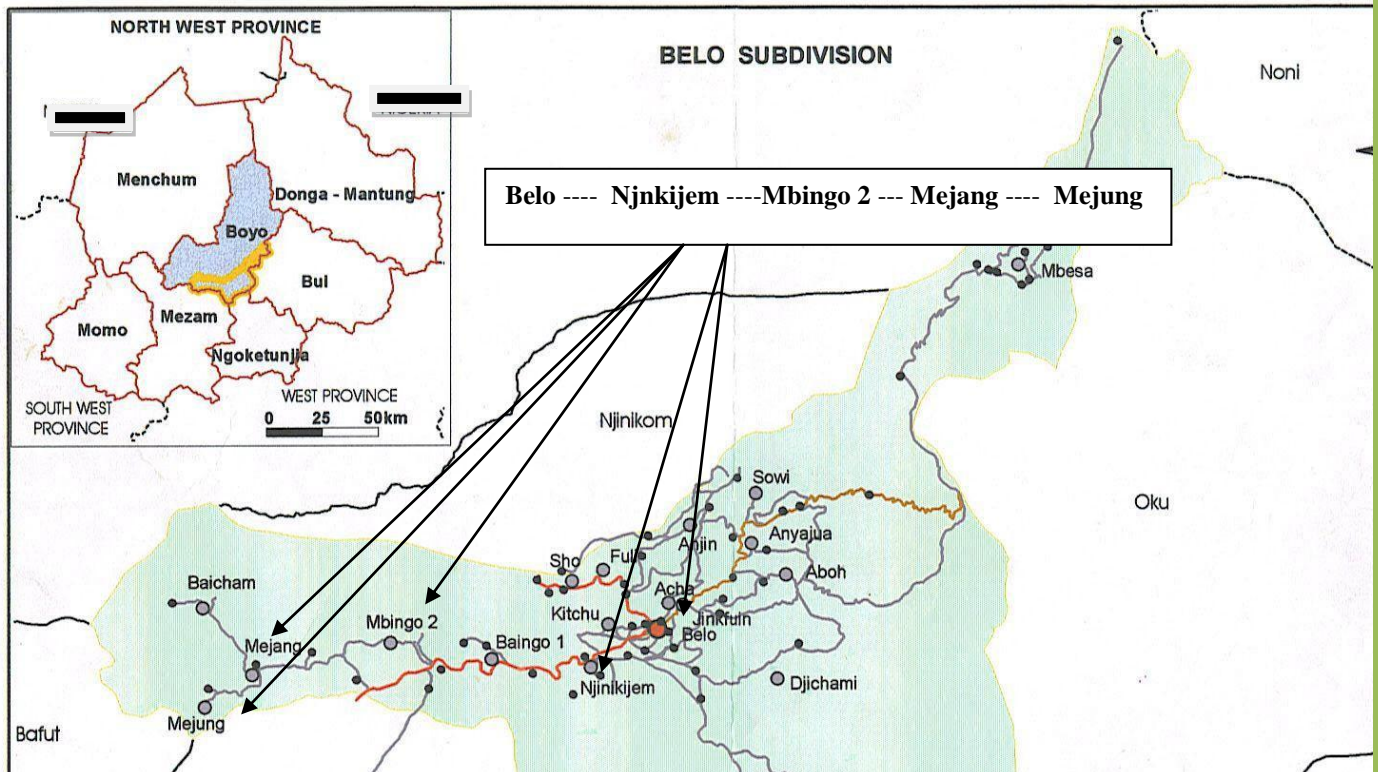 NORTH WEST PROVINCE
BELO SUBDIVISION
Noni
Menchum
Donga - Mantung
Boyo
Bui
Momo
Mezam
Ngoketunjia
SOUTH WEST
PROVINCE
WEST PROVINCE
0 25 50km
Belo ---- Njnkijem ----Mbingo 2 --- Mejang ---- Mejung
Mbesa
Njinikom
Oku
Sowi
Anjin
Anyajua
Sho
Fuli
Aboh
Baicham
Acha
Kitchu
Mbingo 2
Jinkfuin
Belo
Mejang
Baingo 1
Njinikijem
Djichami
Mejung
Bafut